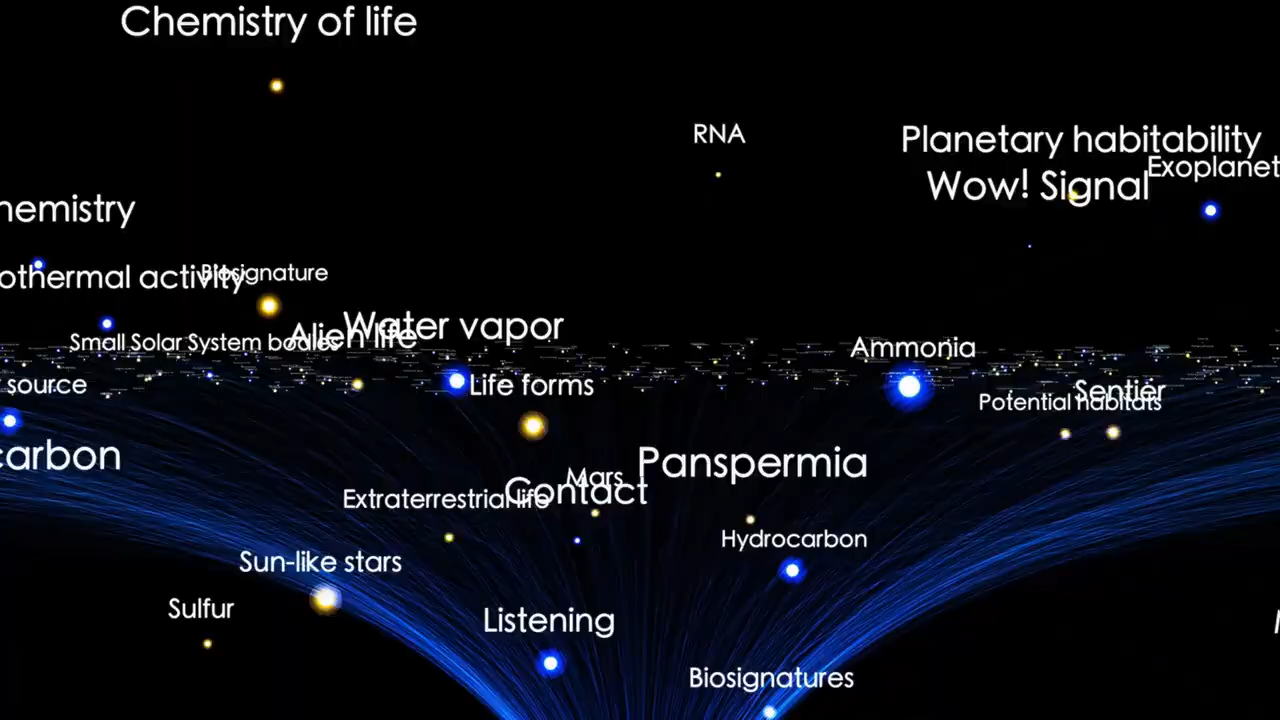 Chemistry of life
RNA
Planetary habitability
Exoplanet
Wow! Signal
hemistry
othermal activity
Biosignature
Water vapor
Alien life
Small Solar System bodies
Ammonia
source
Life forms
Sentier
Potential habitats
carbon
Panspermia
Mars
Contact
Extraterrestrial life
Hydrocarbon
Sun-like stars
Sulfur
Listening
Biosignatures